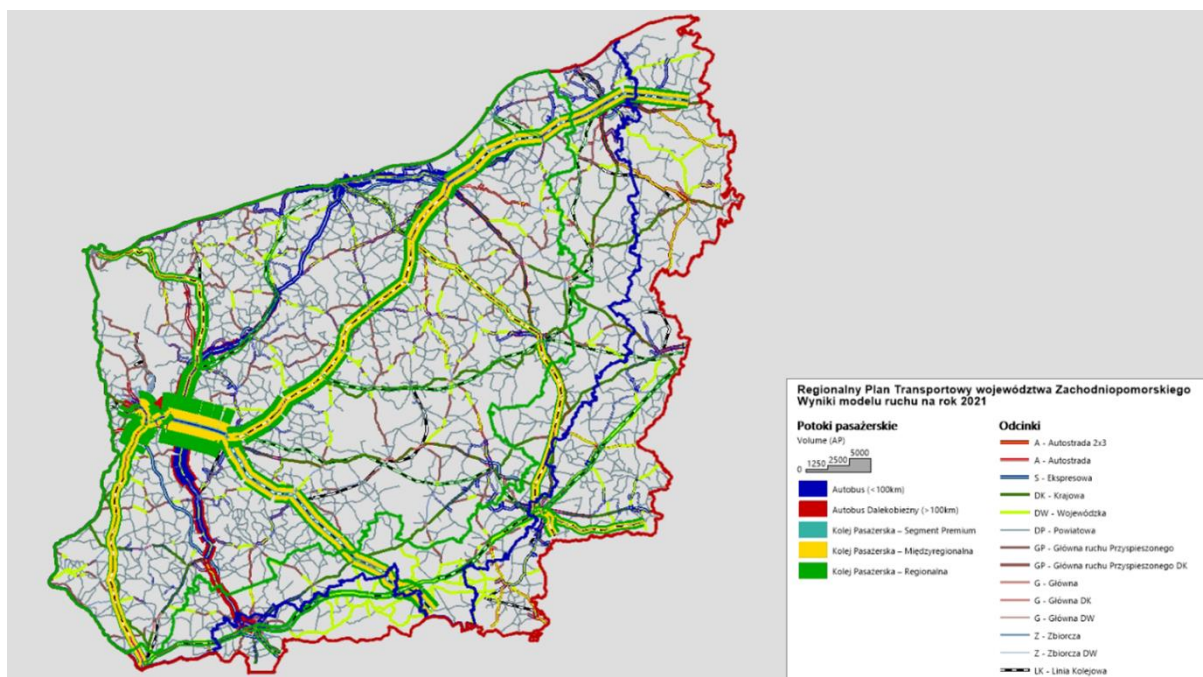 Regionalny Plan Transportowy województwa Zachodniopomorskiego
Wyniki modelu ruchu na rok 2021
Potoki pasażerskie
Volume (AP)
0 1250 2500 5000
Autobus (<100km)
Autobus Dalekobieżny (>100km)
Kolej Pasażerska – Segment Premium
Kolej Pasażerska – Międzyregionalna
Kolej Pasażerska – Regionalna
Odcinki
A - Autostrada 2x3
A - Autostrada
S - Ekspresowa
DK - Krajowa
DW - Wojewódzka
DP - Powiatowa
GP - Główna ruchu Przyspieszonego
GP - Główna ruchu Przyspieszonego DK
G - Główna
G - Główna DK
G - Główna DW
Z - Zbiorcza
Z - Zbiorcza DW
LK - Linia Kolejowa